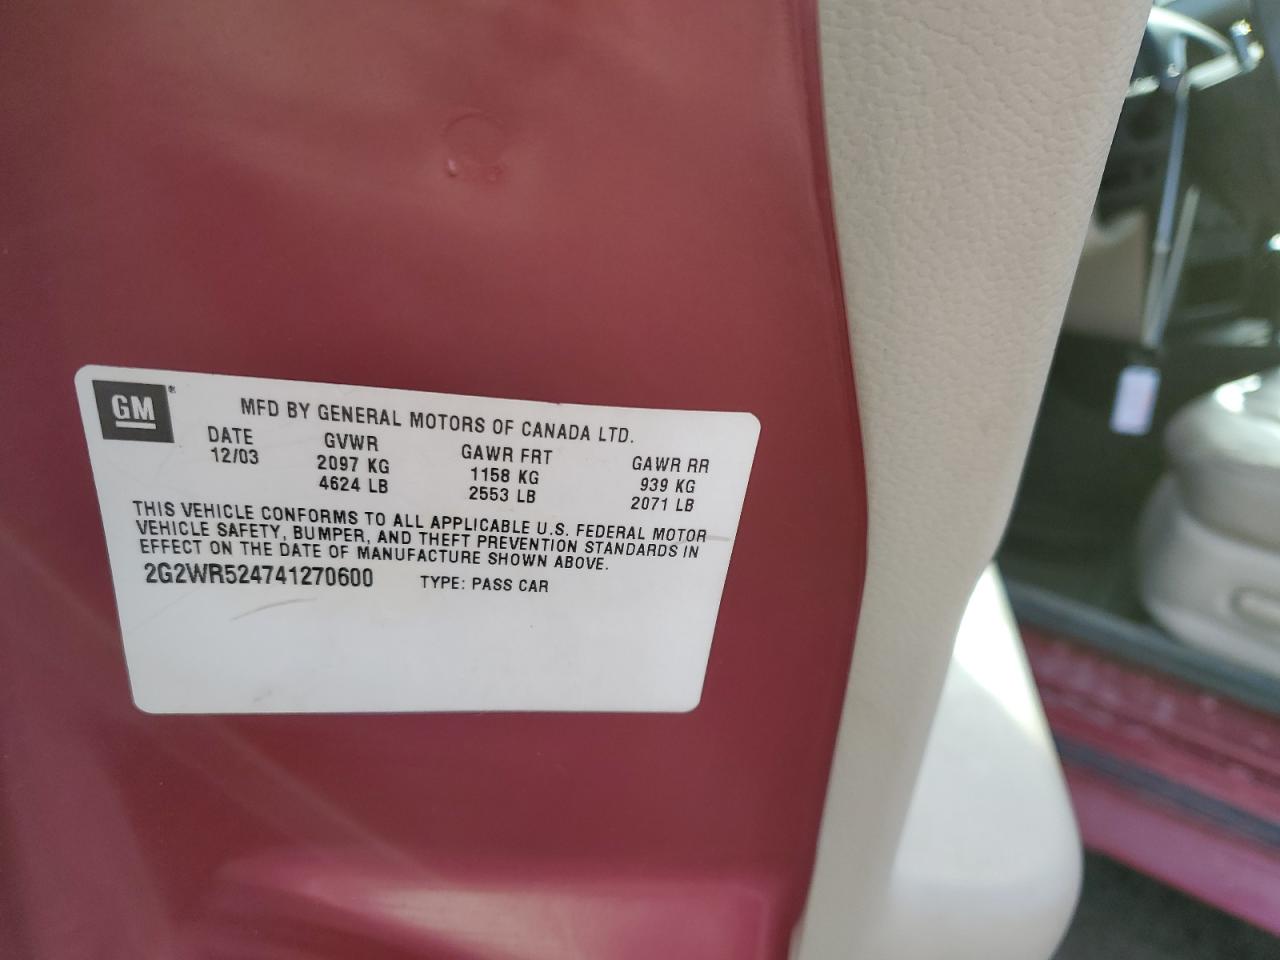 GM®
MFD BY GENERAL MOTORS OF CANADA LTD.
DATE GVWR GAWR FRT GAWR RR
12/03 2097 KG 1158 KG 939 KG
4624 LB 2553 LB 2071 LB
THIS VEHICLE CONFORMS TO ALL APPLICABLE U.S. FEDERAL MOTOR
VEHICLE SAFETY, BUMPER, AND THEFT PREVENTION STANDARDS IN
EFFECT ON THE DATE OF MANUFACTURE SHOWN ABOVE.
2G2WR524741270600 TYPE: PASS CAR